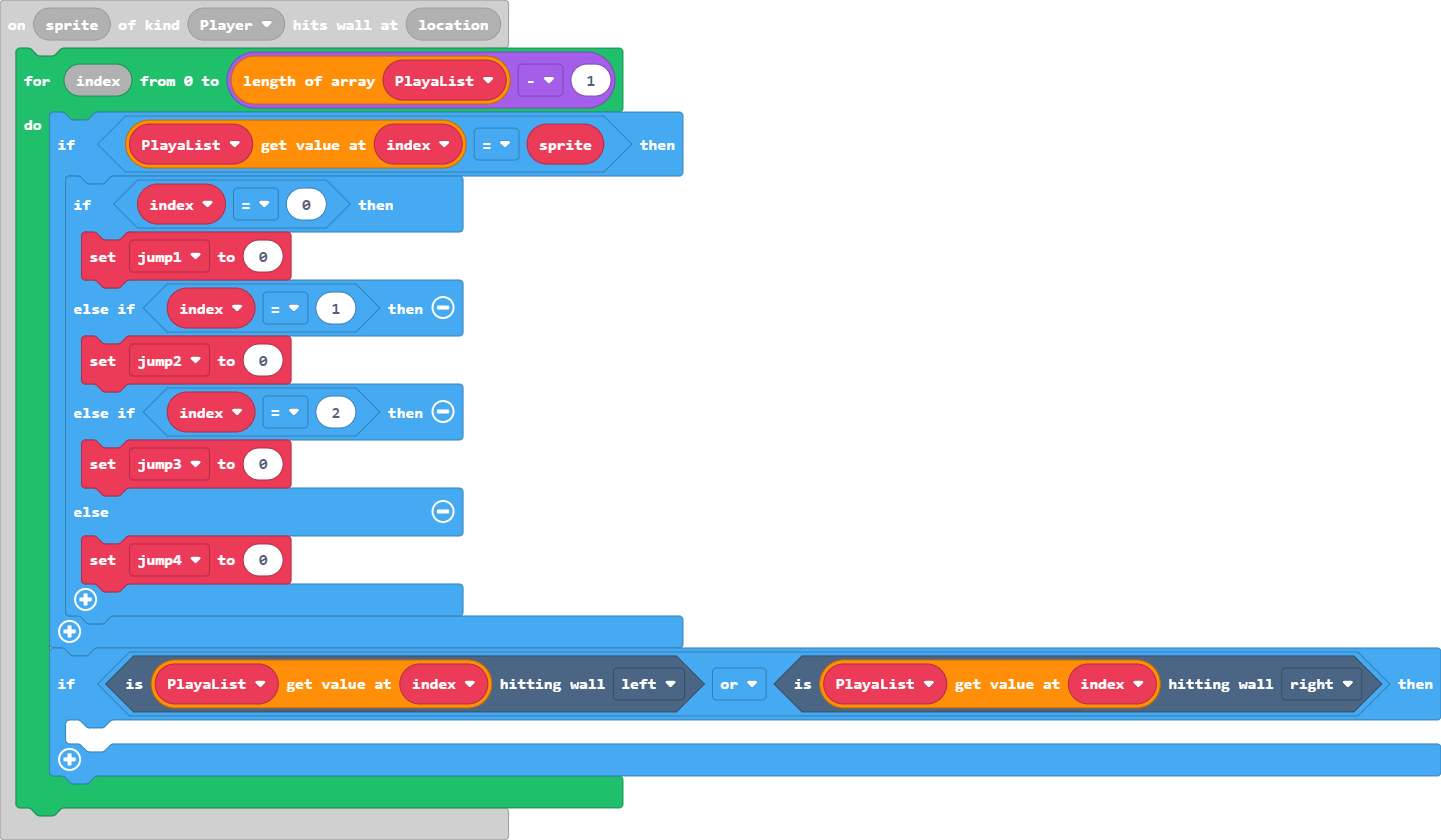 on sprite of kind Player hits wall at location
for index from 0 to length of array PlayaList - 1
do
if PlayaList get value at index = sprite then
if index = 0 then
set jump1 to 0
else if index = 1 then
set jump2 to 0
else if index = 2 then
set jump3 to 0
else
set jump4 to 0
if is PlayaList get value at index hitting wall left or is PlayaList get value at index hitting wall right then